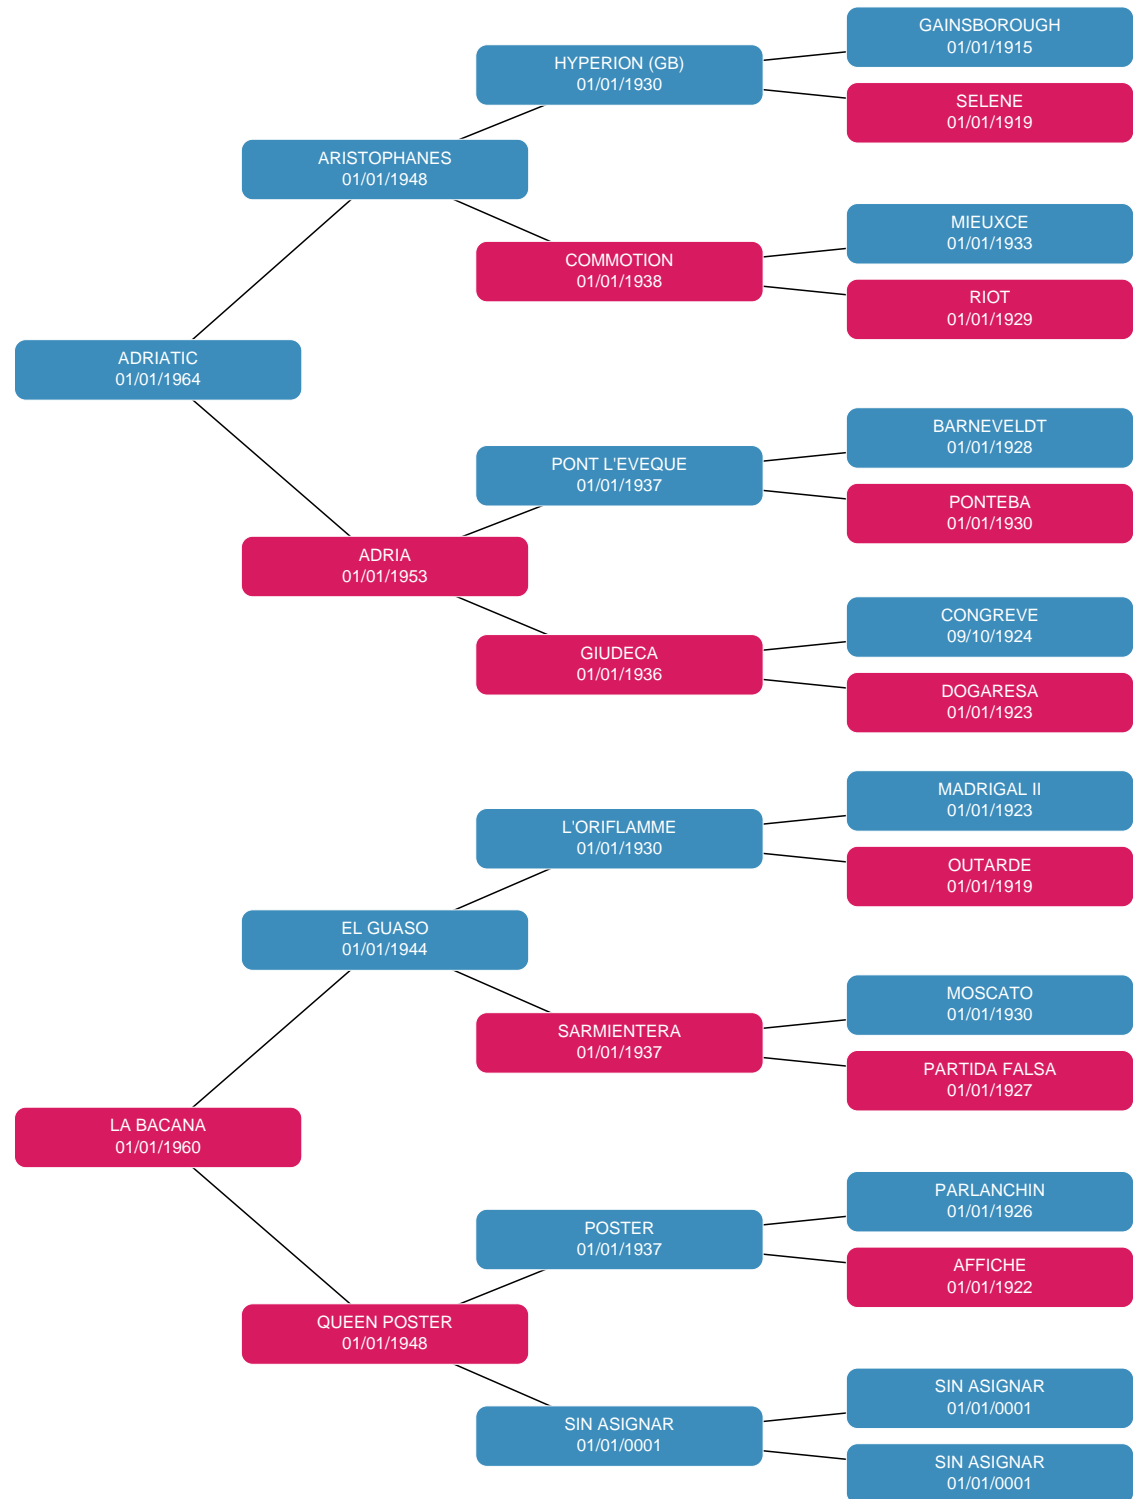 GAINSBOROUGH
01/01/1915
HYPERION (GB)
01/01/1930
SELENE
01/01/1919
ARISTOPHANES
01/01/1948
MIEUXCE
01/01/1933
COMMOTION
01/01/1938
RIOT
01/01/1929
ADRIATIC
01/01/1964
BARNEVELDT
01/01/1928
PONT L'EVEQUE
01/01/1937
PONTEBA
01/01/1930
ADRIA
01/01/1953
CONGREVE
09/10/1924
GIUDECA
01/01/1936
DOGARESA
01/01/1923
MADRIGAL II
01/01/1923
L'ORIFLAMME
01/01/1930
OUTARDE
01/01/1919
EL GUASO
01/01/1944
MOSCATO
01/01/1930
SARMIENTERA
01/01/1937
PARTIDA FALSA
01/01/1927
LA BACANA
01/01/1960
PARLANCHIN
01/01/1926
POSTER
01/01/1937
AFFICHE
01/01/1922
QUEEN POSTER
01/01/1948
SIN ASIGNAR
01/01/0001
SIN ASIGNAR
01/01/0001
SIN ASIGNAR
01/01/0001